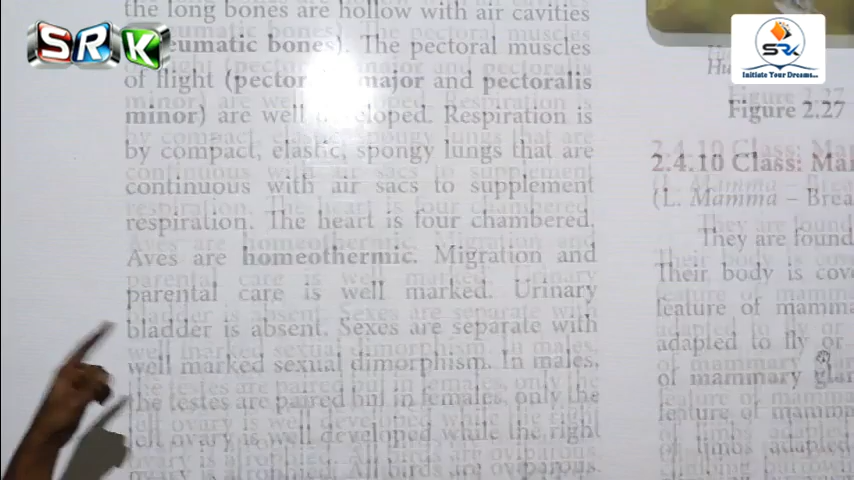 the long bones are hollow with air cavities
SRK
eumatic bones). The pectoral muscles
of flight (pector major and pectoralis
minor) are well developed. Respiration is
by compact, elastic, spongy lungs that are
continuous with air sacs to supplement
respiration. The heart is four chambered.
Aves are homeothermic. Migration and
parental care is well marked. Urinary
bladder is absent. Sexes are separate with
well marked sexual dimorphism. In males,
the testes are paired but in females, only the
left ovary is well developed while the right
ovary is atrophied. All birds are oviparous.
SRK
Initiate Your Dreams...
Hu
Figure 2.27
2.4.10 Class: Ma
(L. Mamma – Brea
They are found
Their body is cov
feature of mamma
adapted to fly or
of mammary glan
feature of mamma
of limbs adapted